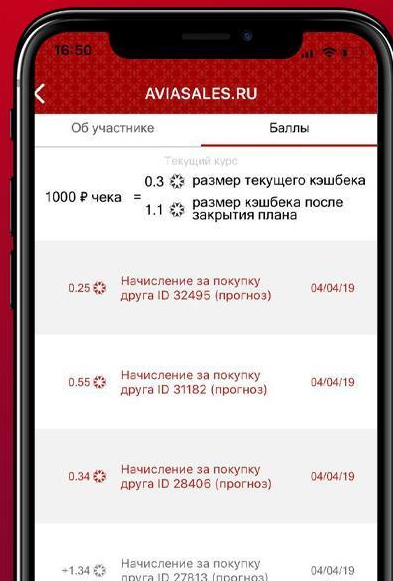 16:50
AVIASALES.RU
Об участнике
Баллы
Текущий курс
1000 ₽ чека =
0.3 размер текущего кэшбека
1.1 размер кэшбека после
закрытия плана
0.25 Начисление за покупку
друга ID 32495 (прогноз)
04/04/19
0.55 Начисление за покупку
друга ID 31182 (прогноз)
04/04/19
0.34 Начисление за покупку
друга ID 28406 (прогноз)
04/04/19
+1.34 Начисление за покупку
друга ID 27813 (прогноз)
04/04/19